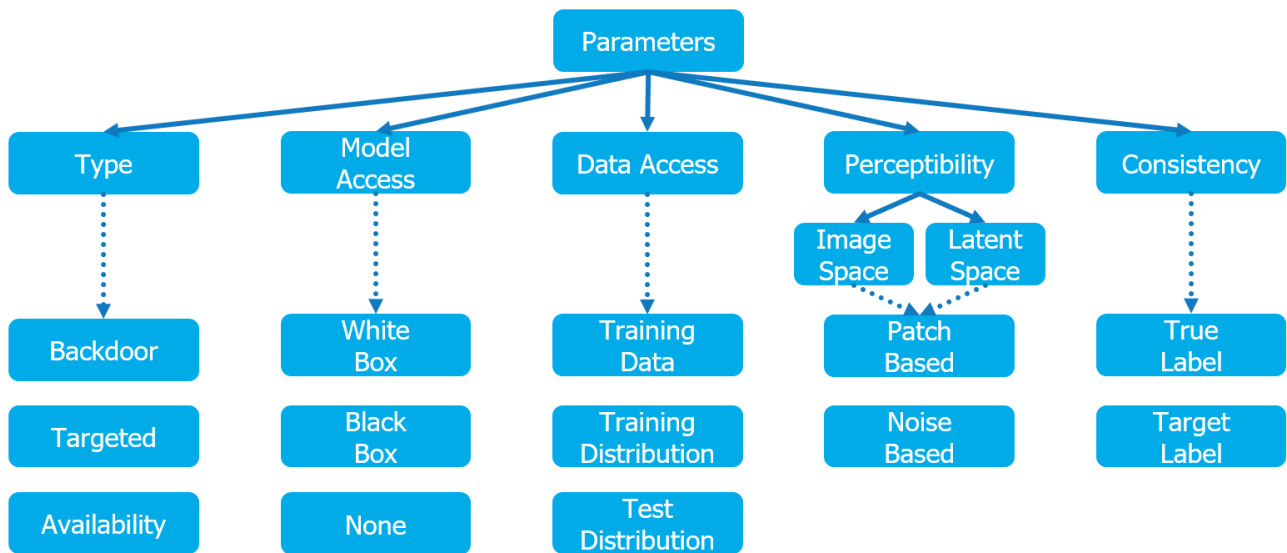 Parameters
Type
Model
Access
Data Access
Perceptibility
Consistency
Image
Space
Latent
Space
Backdoor
White
Box
Training
Data
Patch
Based
True
Label
Targeted
Black
Box
Training
Distribution
Noise
Based
Target
Label
Availability
None
Test
Distribution